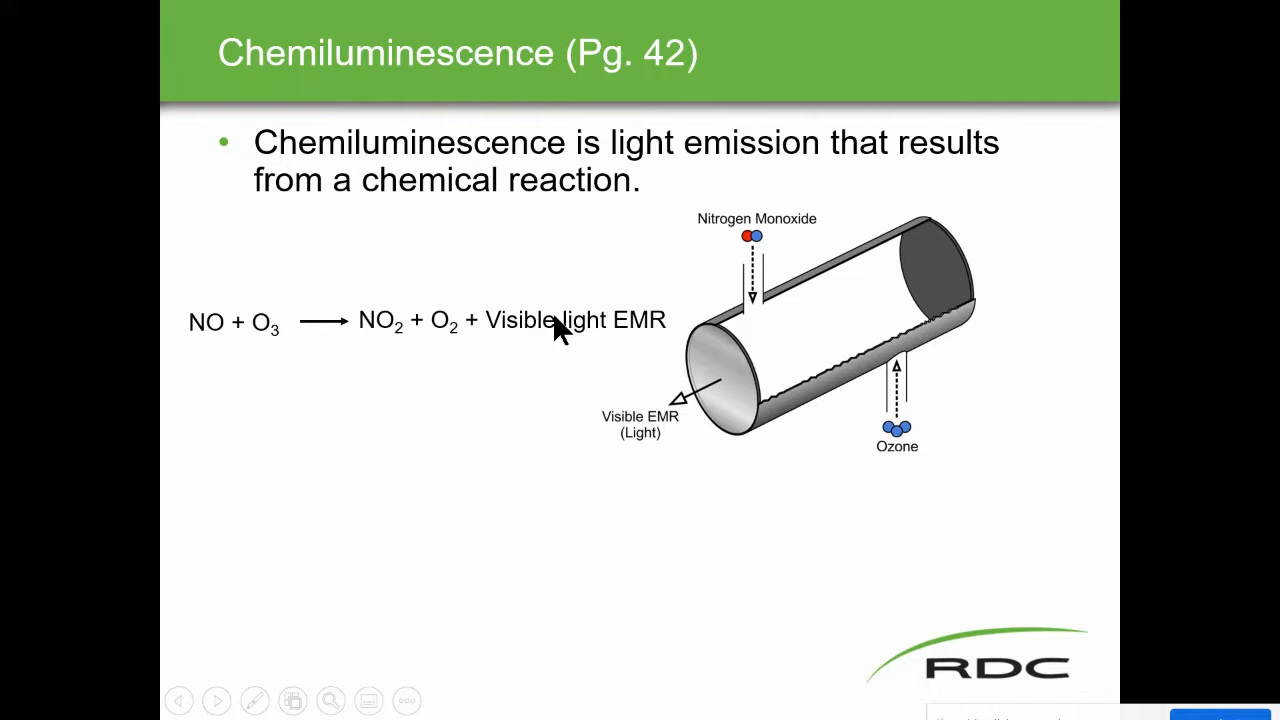 Chemiluminescence (Pg. 42)
• Chemiluminescence is light emission that results
from a chemical reaction.
Nitrogen Monoxide
NO + O₃ ⟶ NO₂ + O₂ + Visible light EMR
Visible EMR
(Light)
Ozone
RDC